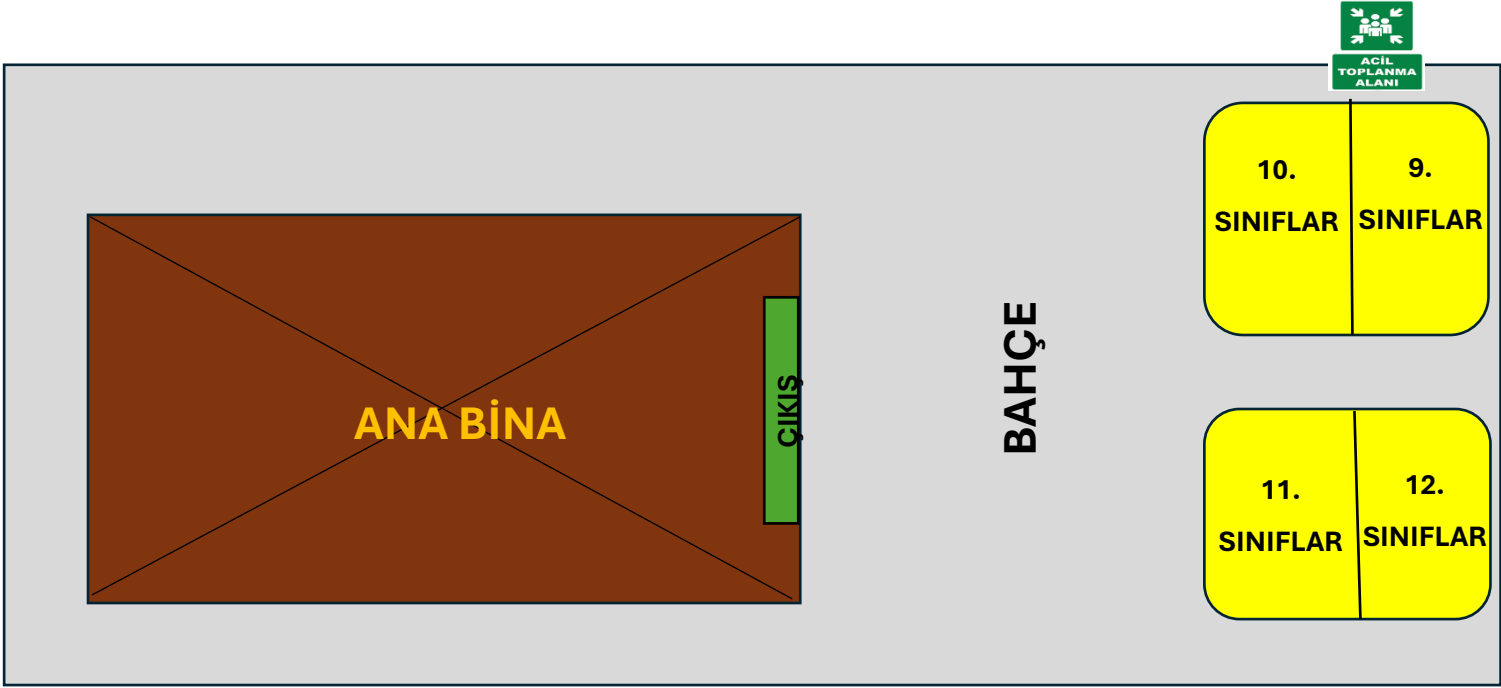 ACİL
TOPLANMA
ALANI
10.
SINIFLAR
9.
SINIFLAR
ANA BİNA
ÇIKIŞ
BAHÇE
11.
SINIFLAR
12.
SINIFLAR